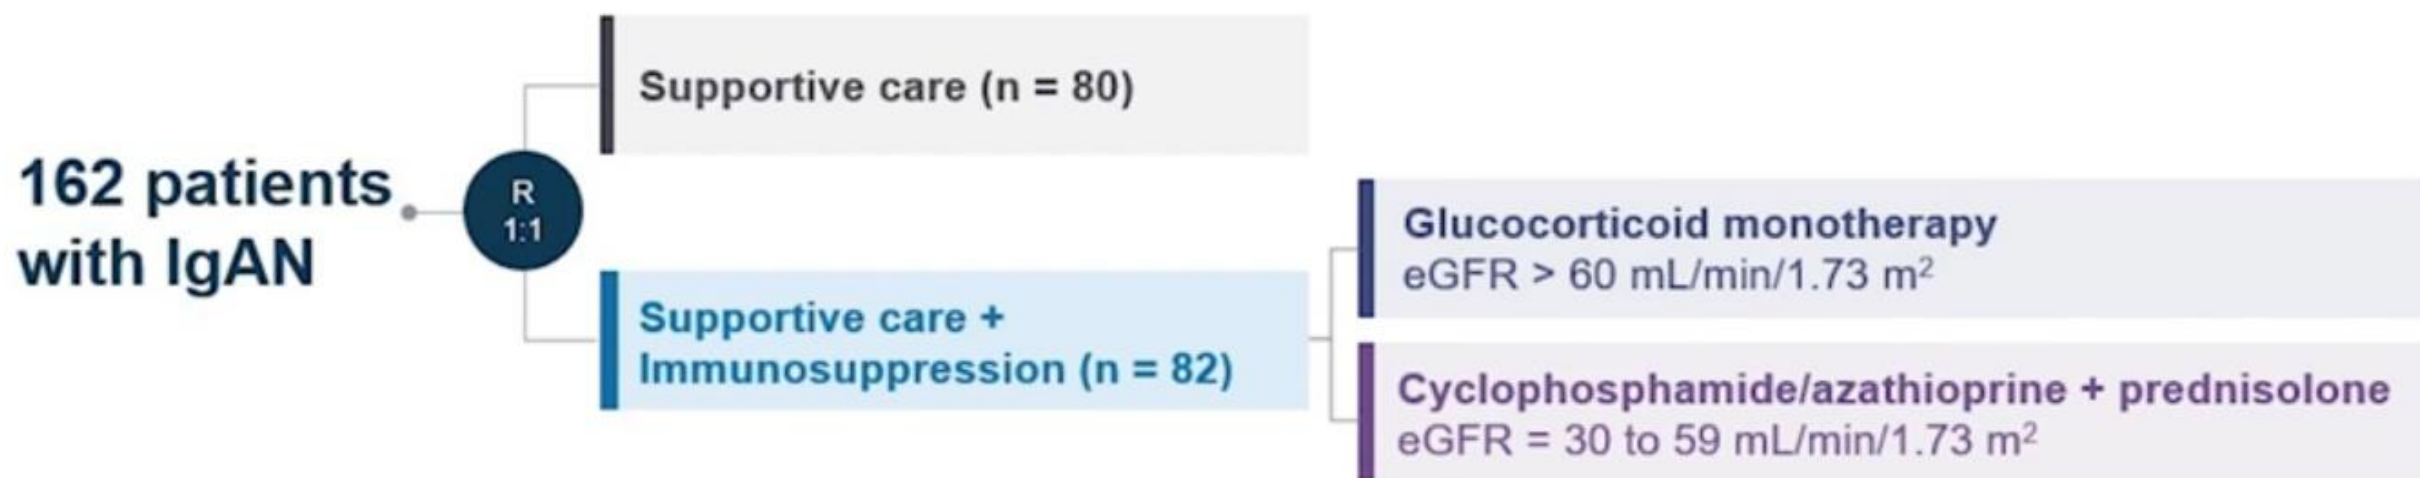 162 patients
with IgAN
R
1:1
Supportive care (n = 80)
Supportive care +
Immunosuppression (n = 82)
Glucocorticoid monotherapy
eGFR > 60 mL/min/1.73 m²
Cyclophosphamide/azathioprine + prednisolone
eGFR = 30 to 59 mL/min/1.73 m²